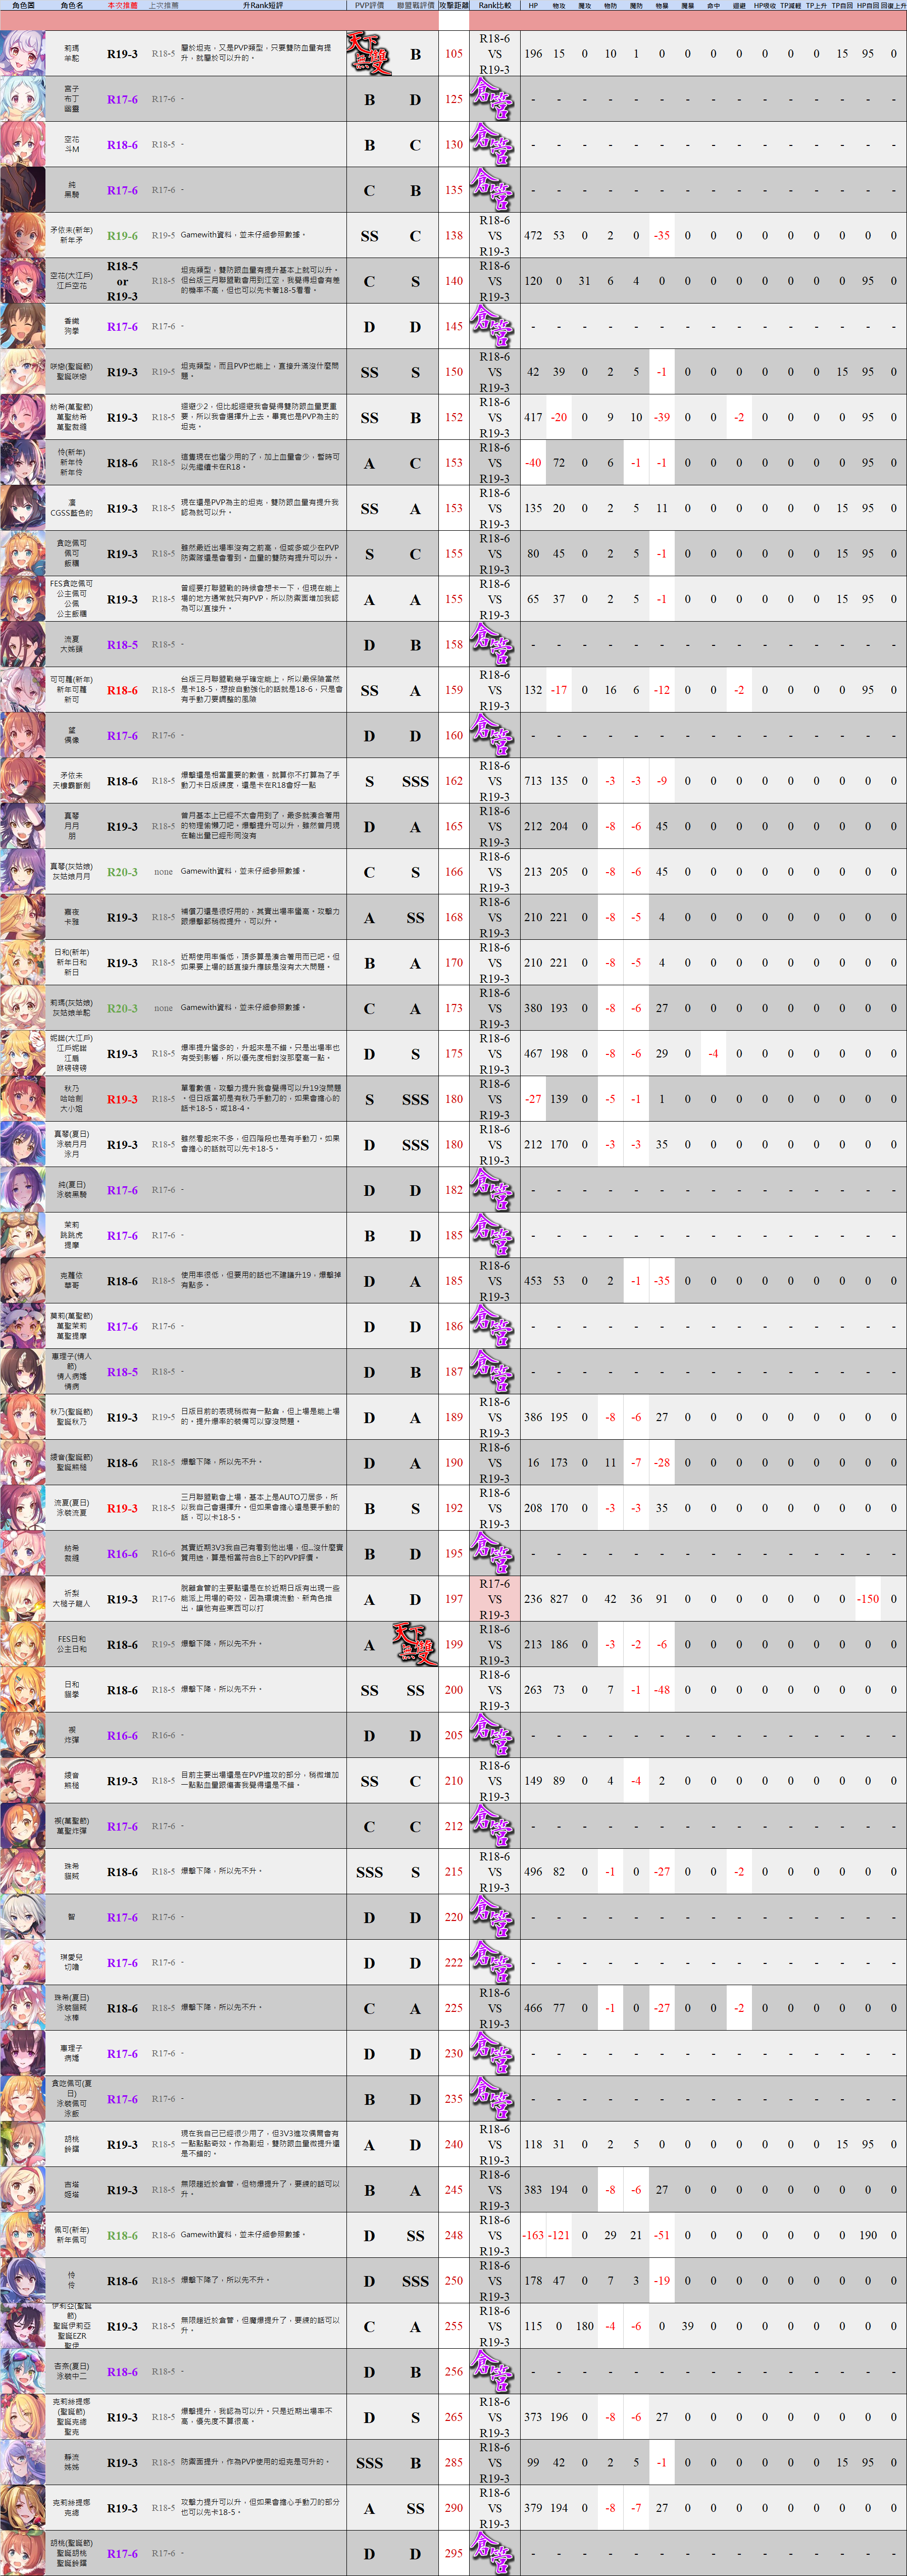 角色圖 角色名 本次推薦 上次推薦 升Rank短評 PVP評價 聯盟戰評價 攻擊距離 Rank比較 HP 物攻 魔攻 物防 魔防 物暴 魔暴 命中 迴避 HP吸收 TP減輕 TP上升 TP自回 HP自回 回復上升
莉瑪
羊駝
R19-3 R18-5
屬於坦克，又是PVP類型，只要雙防血量有提
升，就屬於可以升的。
天下無雙 B 105
R18-6
VS
R19-3
196 15 0 10 1 0 0 0 0 0 0 0 15 95 0
宮子
布丁
幽靈
R17-6 R17-6 - B D 125 倉管 - - - - - - - - - - - - - - -
空花
斗M
R18-6 R18-5 - B C 130 倉管 - - - - - - - - - - - - - - -
純
黑騎
R17-6 R17-6 - C B 135 倉管 - - - - - - - - - - - - - - -
矛依未(新年)
新年矛
R19-6 R19-5 Gamewith資料，並未仔細參照數據。 SS C 138
R18-6
VS
R19-3
472 53 0 2 0 -35 0 0 0 0 0 0 0 0 0
空花(大江戶)
江戶空花
R18-5
or
R19-3
R18-5
坦克類型，雙防跟血量有提升基本上就可以升。
但台版三月聯盟戰會用到江空，我覺得坦會有差
的機率不高，但也可以先卡著18-5看看。
C S 140
R18-6
VS
R19-3
120 0 31 6 4 0 0 0 0 0 0 0 0 95 0
香織
狗拳
R17-6 R17-6 - D D 145 倉管 - - - - - - - - - - - - - - -
咲戀(聖誕節)
聖誕咲戀
R19-3 R18-5
坦克類型，而且PVP也能上，直接升滿沒什麼問
題。
SS S 150
R18-6
VS
R19-3
42 39 0 2 5 -1 0 0 0 0 0 0 0 95 0
紡希(萬聖節)
萬聖紡希
萬聖裁縫
R19-3 R18-5
迴避少2，但比起迴避我會覺得雙防跟血量更重
要，所以我會選擇升上去。畢竟也是PVP為主的
坦克。
SS B 152
R18-6
VS
R19-3
417 -20 0 9 10 -39 0 0 -2 0 0 0 0 95 0
伶(新年)
新年怜
新年伶
R18-6 R18-5
這隻現在也蠻少用的了，加上血量會少，暫時可
以先繼續卡在R18。
A C 153
R18-6
VS
R19-3
-40 72 0 6 -1 -1 0 0 0 0 0 0 0 95 0
凜
CGSS藍色的
R19-3 R18-5
現在還是PVP為主的坦克，雙防跟血量有提升我
認為就可以升。
SS A 153
R18-6
VS
R19-3
135 20 0 2 5 11 0 0 0 0 0 0 15 95 0
貪吃佩可
佩可
飯糰
R19-3 R18-5
雖然最近出場率沒有之前高，但或多或少在PVP
防禦隊還是會看到。血量的雙防有提升可以升。
S C 155
R18-6
VS
R19-3
80 45 0 2 5 -1 0 0 0 0 0 0 15 95 0
FES貪吃佩可
公主佩可
公佩
公主飯糰
R19-3 R18-5
曾經要打聯盟戰的時候會想卡一下，但現在能上
場的地方通常就只有PVP，所以防禦面增加我認
為可以直接升。
A A 155
R18-6
VS
R19-3
65 37 0 2 5 -1 0 0 0 0 0 0 15 95 0
流夏
大姊頭
R18-5 R18-5 - D B 158 倉管 - - - - - - - - - - - - - - -
可可蘿(新年)
新年可蘿
新可
R18-6 R18-5
台版三月聯盟戰幾乎確定能上，所以最保險當然
是卡18-5，想按自動強化的話就是18-6，只是會
有手動刀要調整的風險
SS A 159
R18-6
VS
R19-3
132 -17 0 16 6 -12 0 0 -2 0 0 0 0 95 0
望
偶像
R17-6 R17-6 - D D 160 倉管 - - - - - - - - - - - - - - -
矛依未
天樓霸斷劍
R18-6 R18-5
爆擊還是相當重要的數值，就算你不打算為了手
動刀卡日版練度，還是卡在R18會好一點
S SSS 162
R18-6
VS
R19-3
713 135 0 -3 -3 -9 0 0 0 0 0 0 0 0 0
真琴
月月
朋
R19-3 R18-5
普月基本上已經不太會用到了，最多就湊合著用
的物理偷懶刀吧。爆擊提升可以升，雖然普月現
在輸出量已經形同沒有
D A 165
R18-6
VS
R19-3
212 204 0 -8 -6 45 0 0 0 0 0 0 0 0 0
真琴(灰姑娘)
灰姑娘月月
R20-3 none Gamewith資料，並未仔細參照數據。 C S 166
R18-6
VS
R19-3
213 205 0 -8 -6 45 0 0 0 0 0 0 0 0 0
嘉夜
卡雅
R19-3 R18-5
補償刀還是很好用的，其實出場率蠻高。攻擊力
跟爆擊都稍微提升，可以升。
A SS 168
R18-6
VS
R19-3
210 221 0 -8 -5 4 0 0 0 0 0 0 0 0 0
日和(新年)
新年日和
新日
R19-3 R18-5
近期使用率偏低，頂多算是湊合著用而已吧。但
如果要上場的話直接升應該是沒有太大問題。
B A 170
R18-6
VS
R19-3
210 221 0 -8 -5 4 0 0 0 0 0 0 0 0 0
莉瑪(灰姑娘)
灰姑娘羊駝
R20-3 none Gamewith資料，並未仔細參照數據。 C A 173
R18-6
VS
R19-3
380 193 0 -8 -6 27 0 0 0 0 0 0 0 0 0
妮諾(大江戶)
江戶妮諾
江扇
咻磅磅磅
R19-3 R18-5
爆率提升蠻多的，升起來是不錯。只是出場率也
有受到影響，所以優先度相對沒那麼高一點。
D S 175
R18-6
VS
R19-3
467 198 0 -8 -6 29 0 -4 0 0 0 0 0 0 0
秋乃
哈哈劍
大小姐
R19-3 R18-5
單看數值，攻擊力提升我會覺得可以升19沒問題
。但日版當初是有秋乃手動刀的，如果會擔心的
話卡18-5，或18-4。
S SSS 180
R18-6
VS
R19-3
-27 139 0 -5 -1 1 0 0 0 0 0 0 0 0 0
真琴(夏日)
泳裝月月
泳月
R19-3 R18-5
雖然看起來不多，但四階段也是有手動刀。如果
會擔心的話就可以先卡18-5。
D SSS 180
R18-6
VS
R19-3
212 170 0 -3 -3 35 0 0 0 0 0 0 0 0 0
純(夏日)
泳裝黑騎
R17-6 R17-6 - D D 182 倉管 - - - - - - - - - - - - - - -
茉莉
跳跳虎
提摩
R17-6 R17-6 - B D 185 倉管 - - - - - - - - - - - - - - -
克蘿依
華哥
R18-6 R18-5
使用率很低，但要用的話也不建議升19，爆擊掉
有點多。
D A 185
R18-6
VS
R19-3
453 53 0 2 -1 -35 0 0 0 0 0 0 0 0 0
茉莉(萬聖節)
萬聖茉莉
萬聖提摩
R17-6 R17-6 - D D 186 倉管 - - - - - - - - - - - - - - -
惠理子(情人
節)
情人病嬌
情病
R18-5 R18-5 - D B 187 倉管 - - - - - - - - - - - - - - -
秋乃(聖誕節)
聖誕秋乃
R19-3 R19-5
日版目前的表現稍微有一點倉，但上場是能上場
的。提升爆率的裝備可以穿沒問題。
D A 189
R18-6
VS
R19-3
386 195 0 -8 -6 27 0 0 0 0 0 0 0 0 0
綾音(聖誕節)
聖誕熊槌
R18-6 R18-5 爆擊下降，所以先不升。 D A 190
R18-6
VS
R19-3
16 173 0 11 -7 -28 0 0 0 0 0 0 0 0 0
流夏(夏日)
泳裝流夏
R19-3 R18-5
三月聯盟戰會上場，基本上是AUTO刀居多，所
以我自己會選擇升。但如果會擔心還是要手動的
話，可以卡18-5。
B S 192
R18-6
VS
R19-3
208 170 0 -3 -3 35 0 0 0 0 0 0 0 0 0
紡希
裁縫
R16-6 R16-6
其實近期3V3我自己有看到他出場，但...沒什麼實
質用途，算是相當符合B上下的PVP評價。
B D 195 倉管 - - - - - - - - - - - - - - -
祈梨
大槌子龍人
R19-3 R17-6
脫離倉管的主要點還是在於近期日版有出現一些
能派上用場的奇效、因為環境流動、新角色推
出，讓他有些東西可以打
A D 197
R17-6
VS
R19-3
236 827 0 42 36 91 0 0 0 0 0 0 0 -150 0
FES日和
公主日和
R18-6 R19-5 爆擊下降，所以先不升。 A 天下無雙 199
R18-6
VS
R19-3
213 186 0 -3 -2 -6 0 0 0 0 0 0 0 0 0
日和
貓拳
R18-6 R18-5 爆擊下降，所以先不升。 SS SS 200
R18-6
VS
R19-3
263 73 0 7 -1 -48 0 0 0 0 0 0 0 0 0
禊
炸彈
R16-6 R16-6 - D D 205 倉管 - - - - - - - - - - - - - - -
綾音
熊槌
R19-3 R18-5
目前主要出場還是在PVP進攻的部分，稍微增加
一點點血量跟傷害我覺得還是不錯。
SS C 210
R18-6
VS
R19-3
149 89 0 4 -4 2 0 0 0 0 0 0 0 0 0
禊(萬聖節)
萬聖炸彈
R17-6 R17-6 - C C 212 倉管 - - - - - - - - - - - - - - -
珠希
貓賊
R18-6 R18-5 爆擊下降，所以先不升。 SSS S 215
R18-6
VS
R19-3
496 82 0 -1 0 -27 0 0 -2 0 0 0 0 0 0
智
R17-6 R17-6 - D D 220 倉管 - - - - - - - - - - - - - - -
琪愛兒
切嚕
R17-6 R17-6 - D D 222 倉管 - - - - - - - - - - - - - - -
珠希(夏日)
泳裝貓賊
冰棒
R18-6 R18-5 爆擊下降，所以先不升。 C A 225
R18-6
VS
R19-3
466 77 0 -1 0 -27 0 0 -2 0 0 0 0 0 0
惠理子
病嬌
R17-6 R17-6 - D D 230 倉管 - - - - - - - - - - - - - - -
貪吃佩可(夏
日)
泳裝佩可
泳飯
R17-6 R17-6 - B D 235 倉管 - - - - - - - - - - - - - - -
胡桃
鈴鐺
R19-3 R18-5
現在我自己已經很少用了，但3V3進攻偶爾會有
一點點點奇效。作為副坦，雙防跟血量微提升還
是不錯的。
A D 240
R18-6
VS
R19-3
118 31 0 2 5 0 0 0 0 0 0 0 15 95 0
吉塔
姬塔
R19-3 R18-5
無限趨近於倉管，但物爆提升了，要練的話可以
升。
B A 245
R18-6
VS
R19-3
383 194 0 -8 -6 27 0 0 0 0 0 0 0 0 0
佩可(新年)
新年佩可
R18-6 R18-6 Gamewith資料，並未仔細參照數據。 D SS 248
R18-6
VS
R19-3
-163 -121 0 29 21 -51 0 0 0 0 0 0 0 190 0
怜
伶
R18-6 R18-5 爆擊下降了，所以先不升。 D SSS 250
R18-6
VS
R19-3
178 47 0 7 3 -19 0 0 0 0 0 0 0 0 0
伊莉亞(聖誕
節)
聖誕伊莉亞
聖誕EZR
聖伊
R19-3 R18-5
無限趨近於倉管，但魔爆提升了，要練的話可以
升。
C A 255
R18-6
VS
R19-3
115 0 180 -4 -6 0 39 0 0 0 0 0 0 0 0
杏奈(夏日)
泳裝中二
R18-6 R18-5 - D B 256 倉管 - - - - - - - - - - - - - - -
克莉絲提娜
(聖誕節)
聖誕克總
聖克
R19-3 R18-5
爆擊提升，我認為可以升。只是近期出場率不
高，優先度不算很高。
D S 265
R18-6
VS
R19-3
373 196 0 -8 -6 27 0 0 0 0 0 0 0 0 0
靜流
姊姊
R19-3 R18-5 防禦面提升，作為PVP使用的坦克是可升的。 SSS B 285
R18-6
VS
R19-3
99 42 0 2 5 -1 0 0 0 0 0 0 15 95 0
克莉絲提娜
克總
R19-3 R18-5
攻擊力提升可以升，但如果會擔心手動刀的部分
也可以先卡18-5。
A SS 290
R18-6
VS
R19-3
379 194 0 -8 -7 27 0 0 0 0 0 0 0 0 0
胡桃(聖誕節)
聖誕胡桃
聖誕鈴鐺
R17-6 R17-6 - D D 295 倉管 - - - - - - - - - - - - - - -